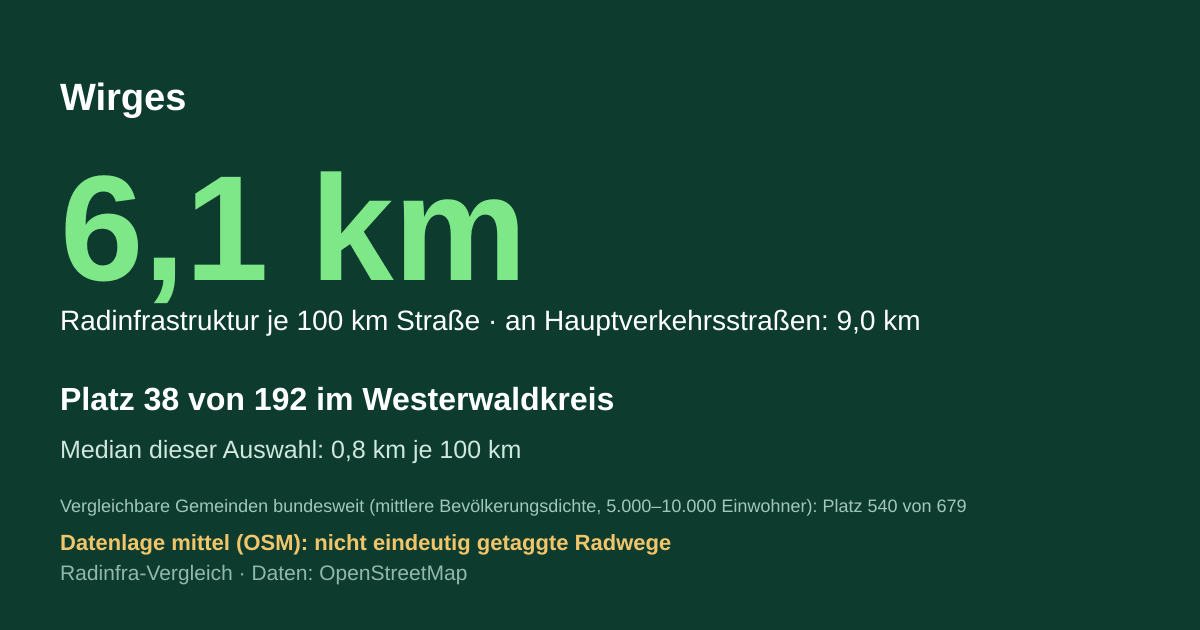 Wirges
6,1 km
Radinfrastruktur je 100 km Straße · an Hauptverkehrsstraßen: 9,0 km
Platz 38 von 192 im Westerwaldkreis
Median dieser Auswahl: 0,8 km je 100 km
Vergleichbare Gemeinden bundesweit (mittlere Bevölkerungsdichte, 5.000–10.000 Einwohner): Platz 540 von 679
Datenlage mittel (OSM): nicht eindeutig getaggte Radwege
Radinfra-Vergleich · Daten: OpenStreetMap